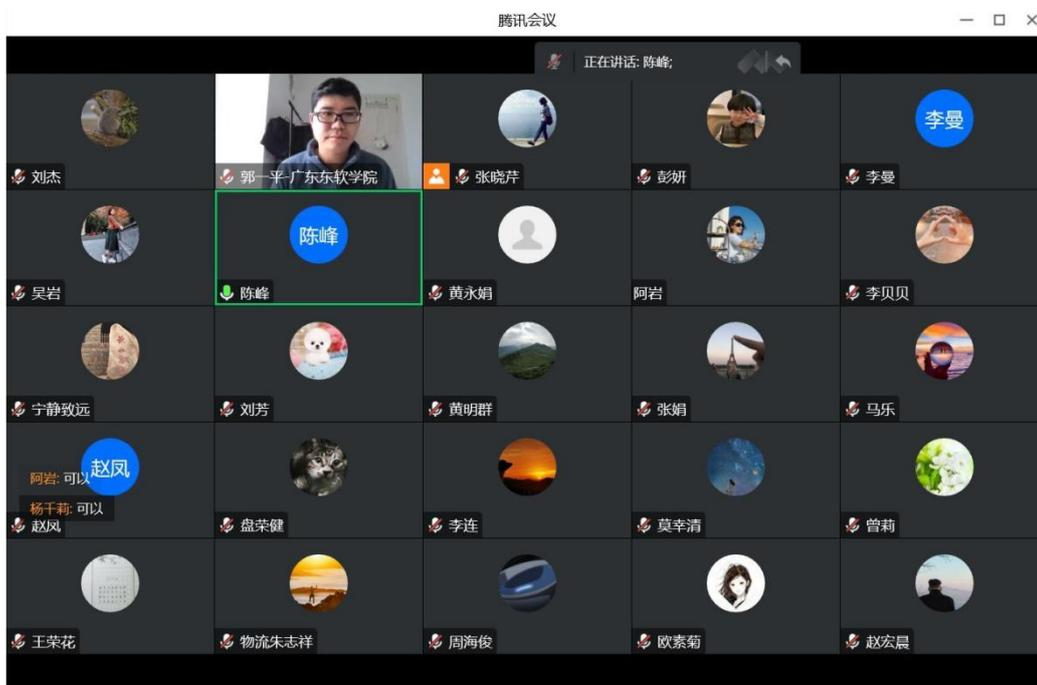 腾讯会议
正在讲话: 陈峰;
刘杰
郭一平-广东东软学院
张晓芹
彭妍
李曼
李曼
吴岩
陈峰
陈峰
黄永娟
阿岩
李贝贝
宁静致远
刘芳
黄明群
张娟
马乐
赵凤
阿岩: 可以
杨千莉: 可以
赵凤
盘荣健
李连
莫幸清
曾莉
王荣花
物流朱志祥
周海俊
欧素菊
赵宏晨